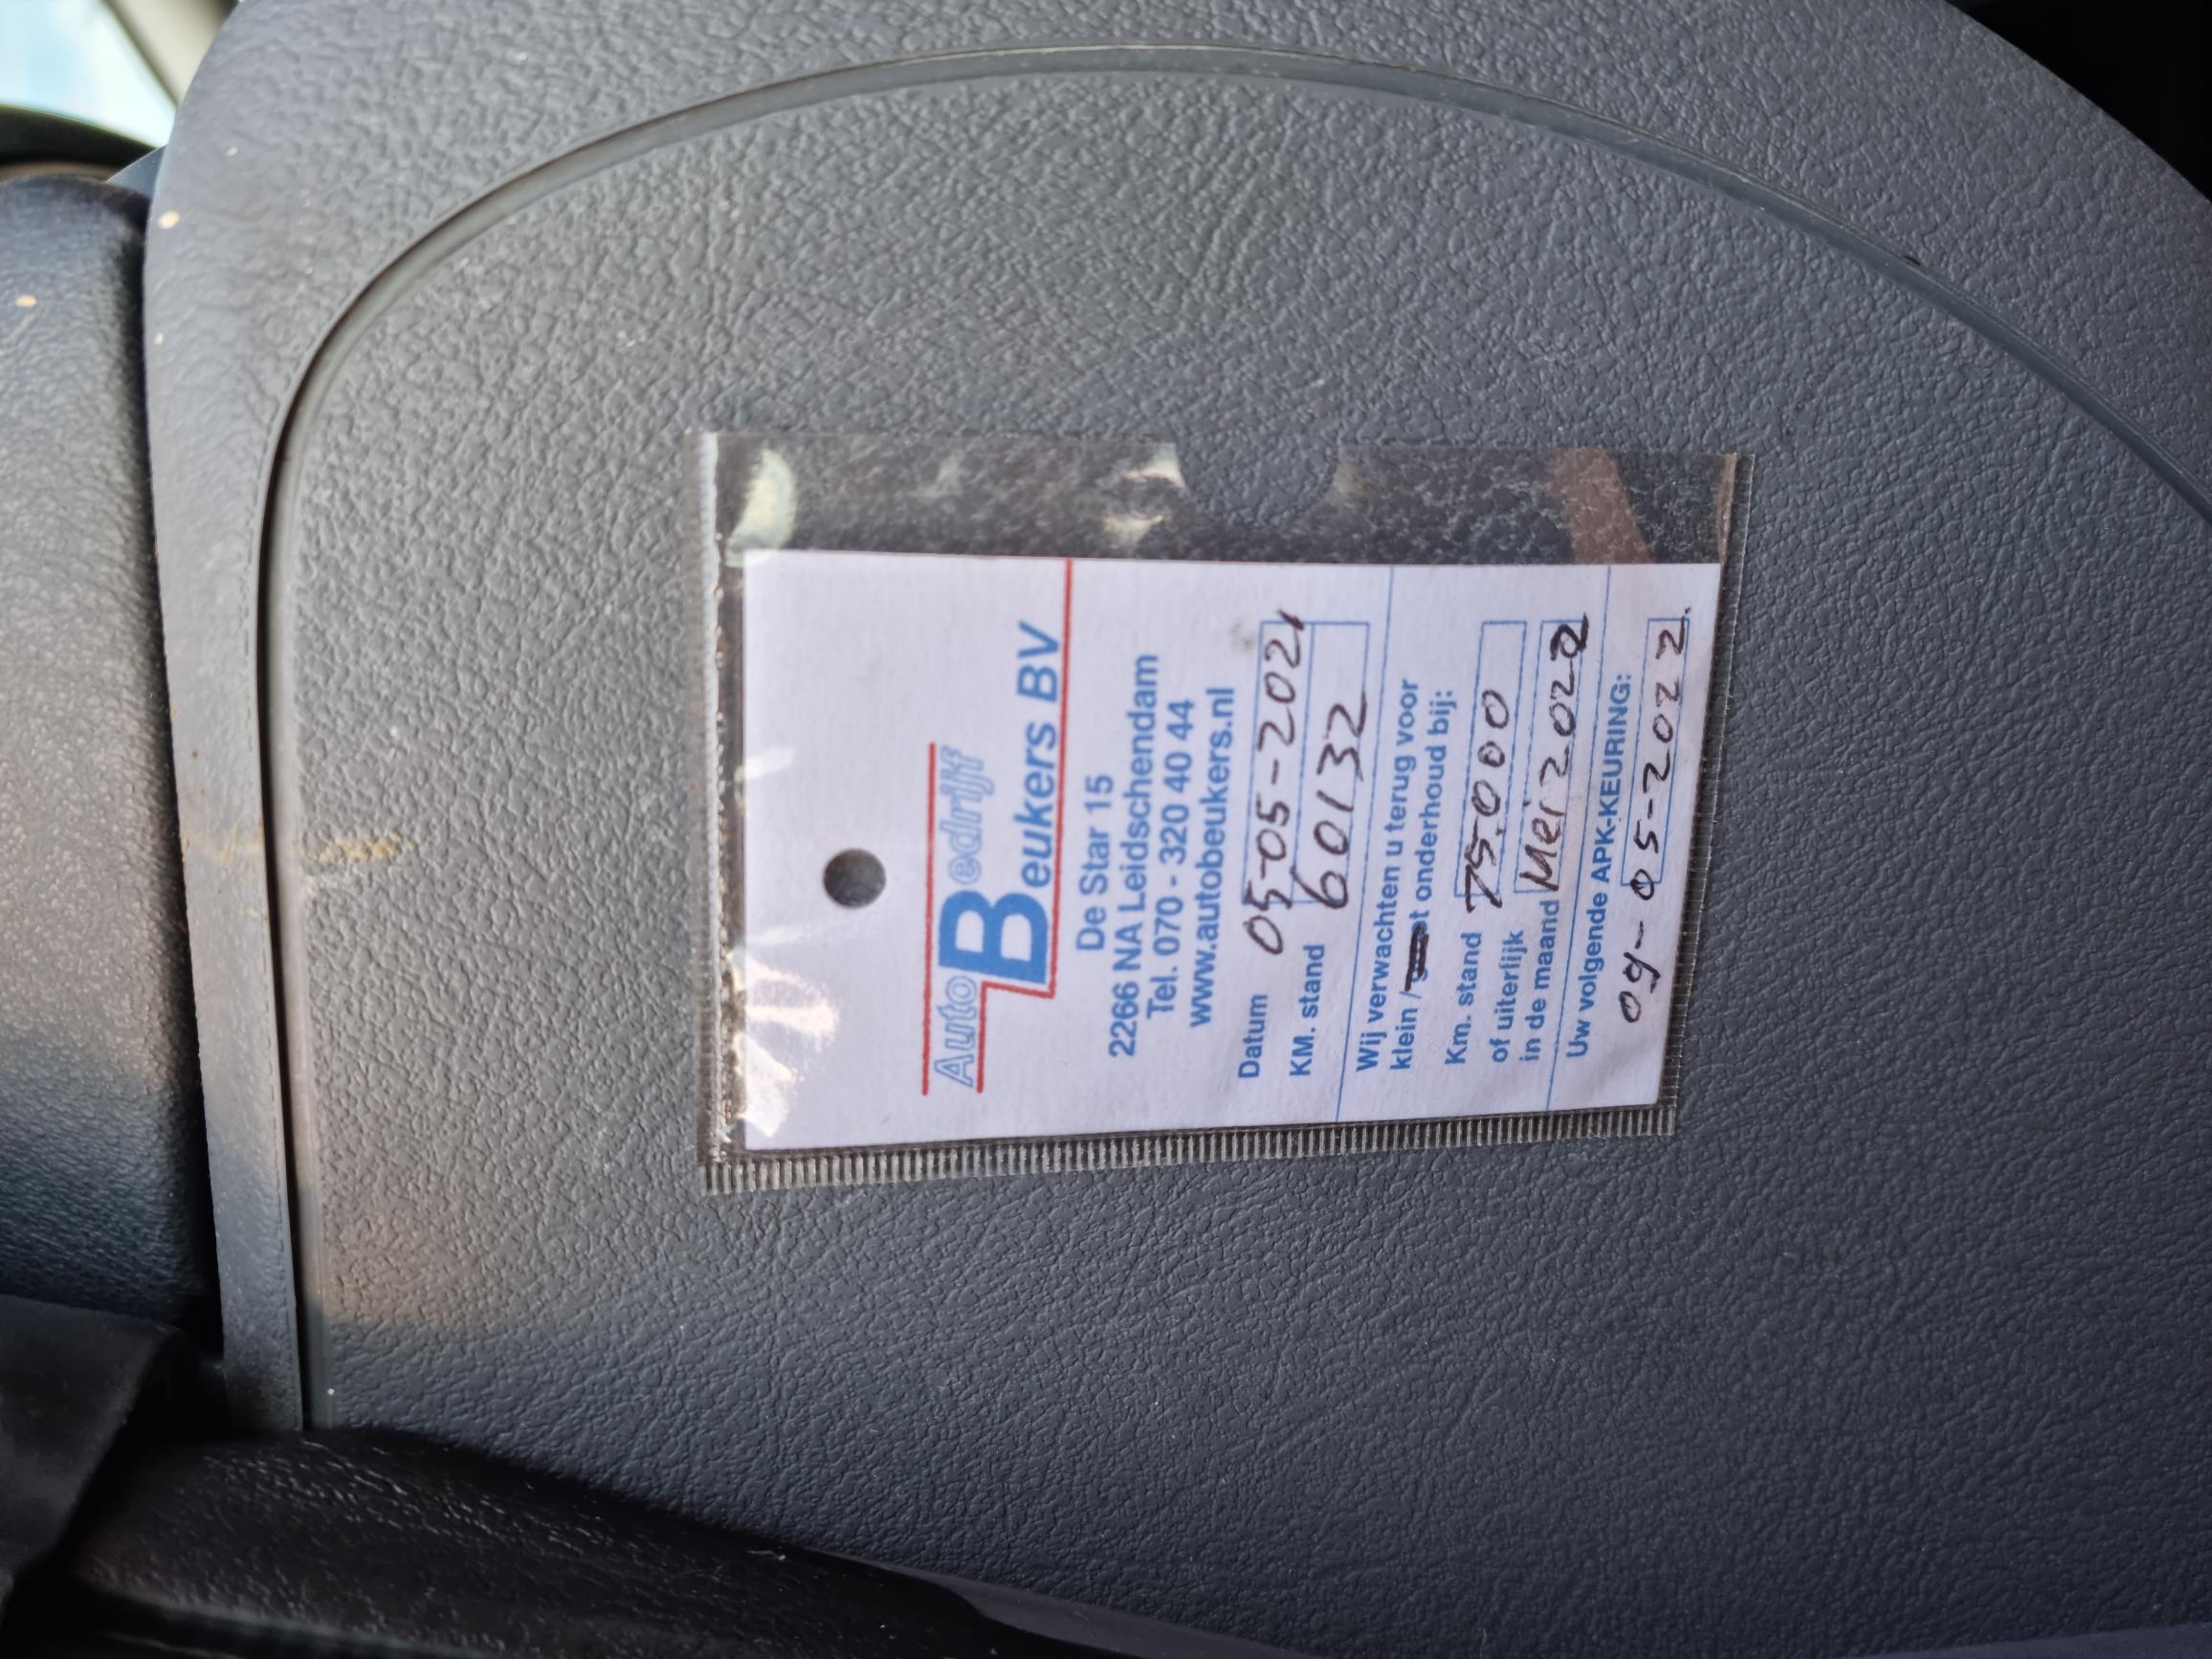 Auto Bedrijf
Beukers BV
De Star 15
2266 NA Leidschendam
Tel. 070 - 320 40 44
www.autobeukers.nl
Datum 05-05-2021
KM. stand 60132
Wij verwachten u terug voor
klein / onderhoud bij:
Km. stand 75.000
of uiterlijk
in de maand Mei 2022
Uw volgende APK-KEURING:
09-05-2022.